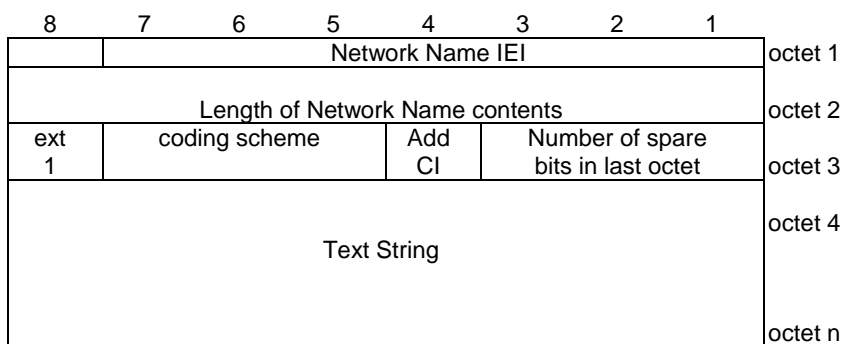 8 7 6 5 4 3 2 1
Network Name IEI octet 1
Length of Network Name contents octet 2
ext coding scheme Add Number of spare
1 CI bits in last octet octet 3
octet 4
Text String
octet n